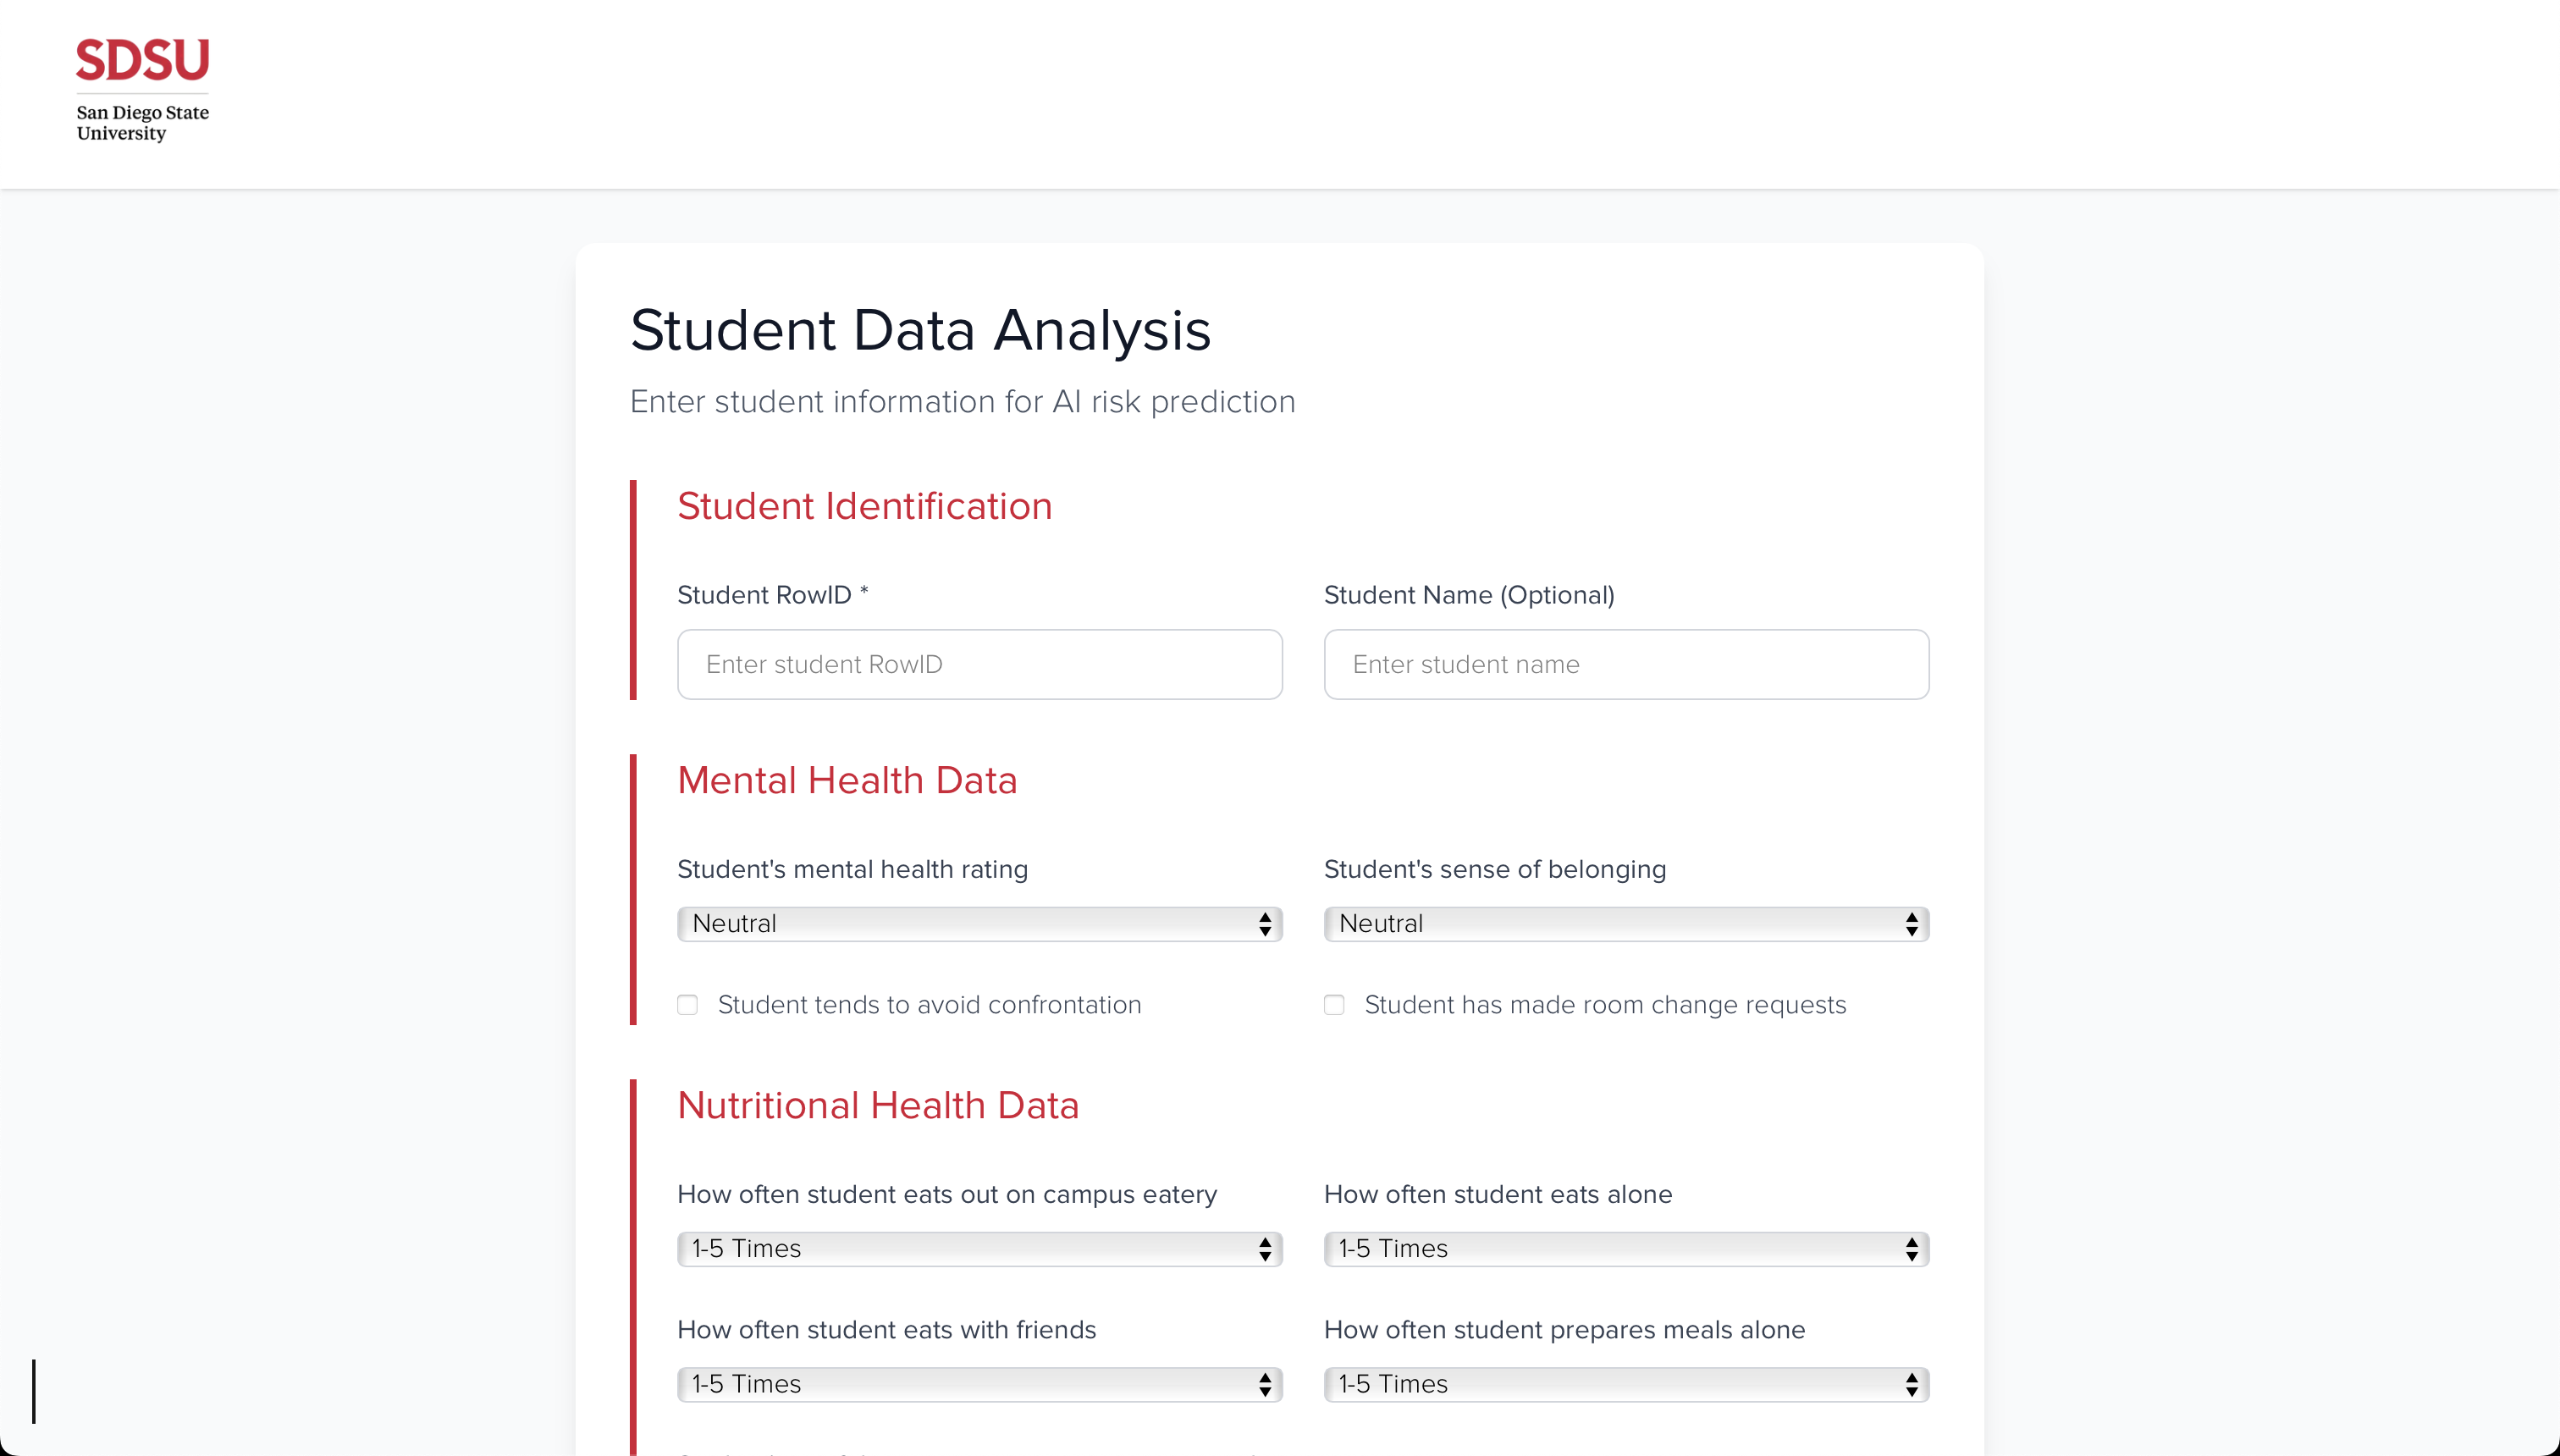 SDSU
San Diego State
University
Student Data Analysis
Enter student information for AI risk prediction
Student Identification
Student RowID *
Student Name (Optional)
Enter student RowID
Enter student name
Mental Health Data
Student's mental health rating
Student's sense of belonging
Neutral
Neutral
Student tends to avoid confrontation
Student has made room change requests
Nutritional Health Data
How often student eats out on campus eatery
How often student eats alone
1-5 Times
1-5 Times
How often student eats with friends
How often student prepares meals alone
1-5 Times
1-5 Times